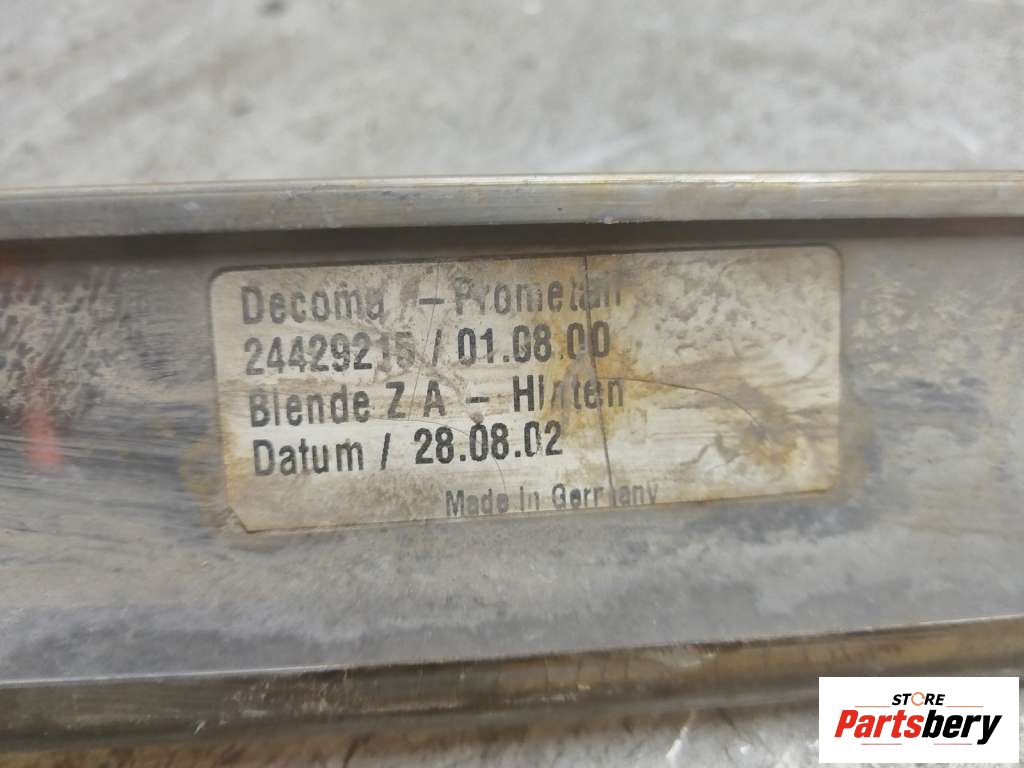 Decoma - Prometall
24429215 / 01.08.00
Blende Z A - Hinten
Datum / 28.08.02
Made in Germany
STORE
Partsbery